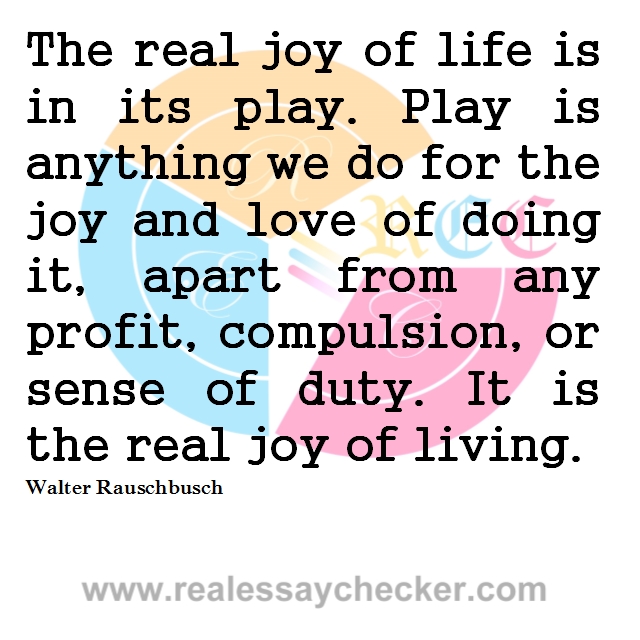 The real joy of life is
in its play. Play is
anything we do for the
joy and love of doing
it, apart from any
profit, compulsion, or
sense of duty. It is
the real joy of living.
Walter Rauschbusch
R
RCC
E
C
www.realessaychecker.com